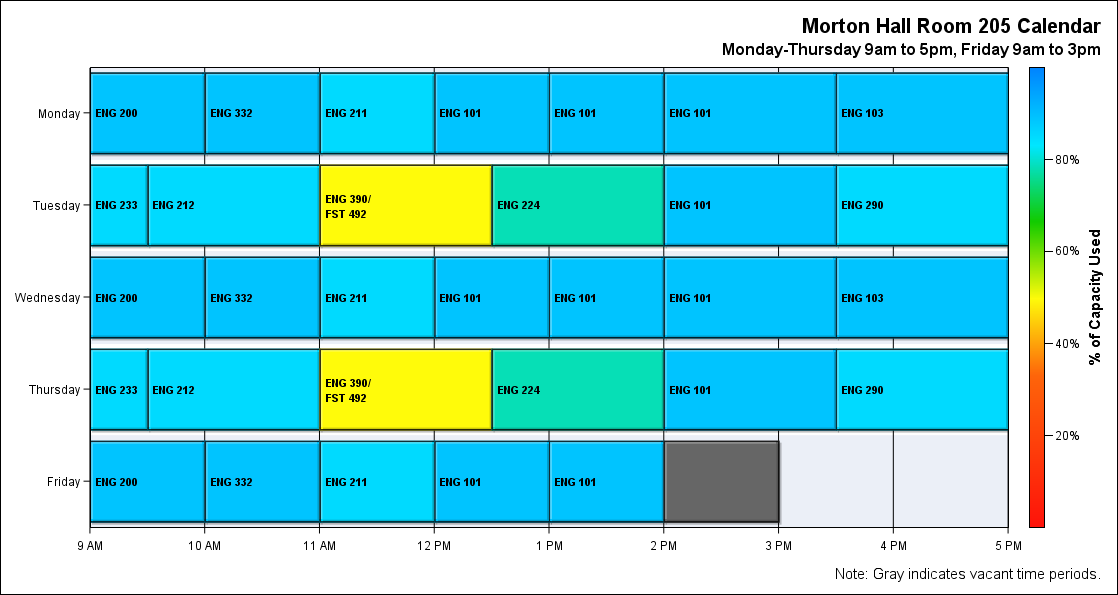 Morton Hall Room 205 Calendar
Monday-Thursday 9am to 5pm, Friday 9am to 3pm
Monday
ENG 200
ENG 332
ENG 211
ENG 101
ENG 101
ENG 101
ENG 103
Tuesday
ENG 233
ENG 212
ENG 390/
FST 492
ENG 224
ENG 101
ENG 290
Wednesday
ENG 200
ENG 332
ENG 211
ENG 101
ENG 101
ENG 101
ENG 103
Thursday
ENG 233
ENG 212
ENG 390/
FST 492
ENG 224
ENG 101
ENG 290
Friday
ENG 200
ENG 332
ENG 211
ENG 101
ENG 101
9 AM
10 AM
11 AM
12 PM
1 PM
2 PM
3 PM
4 PM
5 PM
80%
60%
40%
20%
% of Capacity Used
Note: Gray indicates vacant time periods.